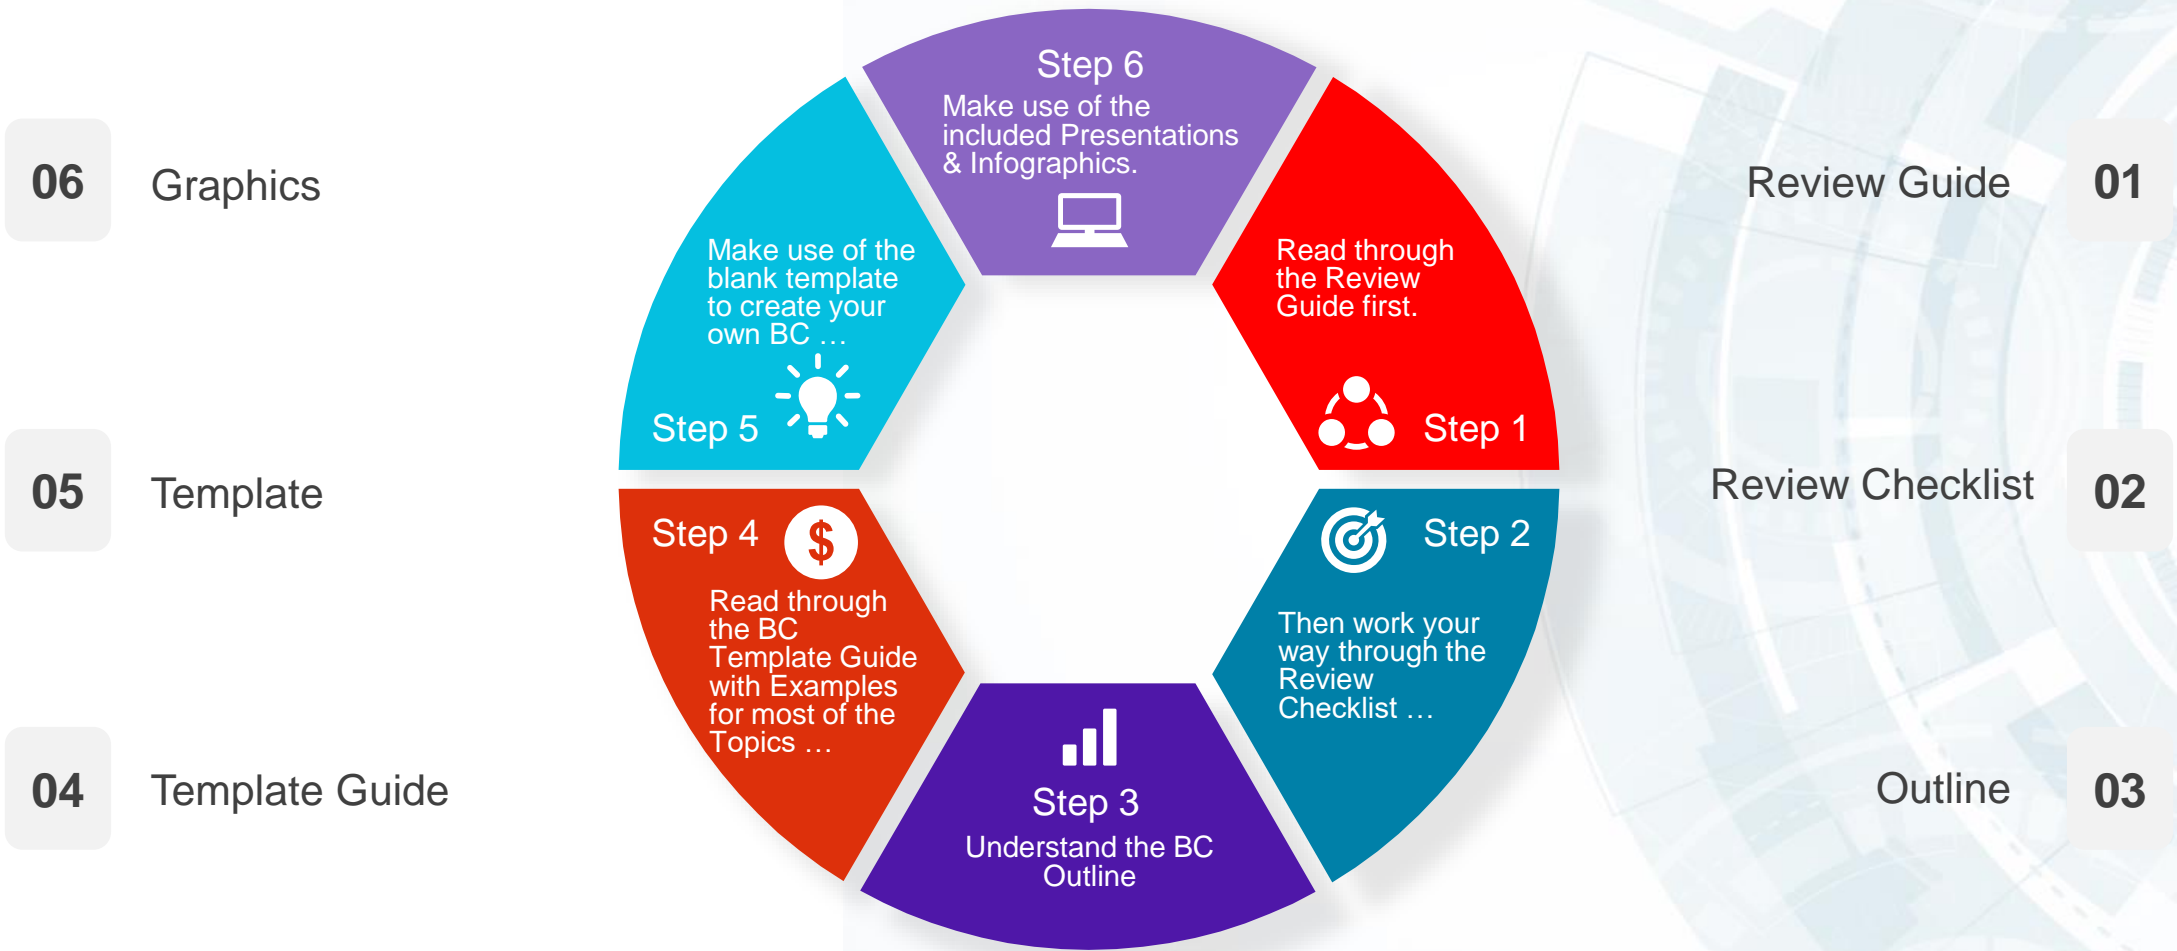 06
Graphics
05
Template
04
Template Guide
Step 6
Make use of the
included Presentations
& Infographics.
Read through
the Review
Guide first.
Step 1
Step 2
Then work your
way through the
Review
Checklist …
Step 3
Understand the BC
Outline
Step 4
$
Read through
the BC
Template Guide
with Examples
for most of the
Topics …
Make use of the
blank template
to create your
own BC …
Step 5
Review Guide
01
Review Checklist
02
Outline
03